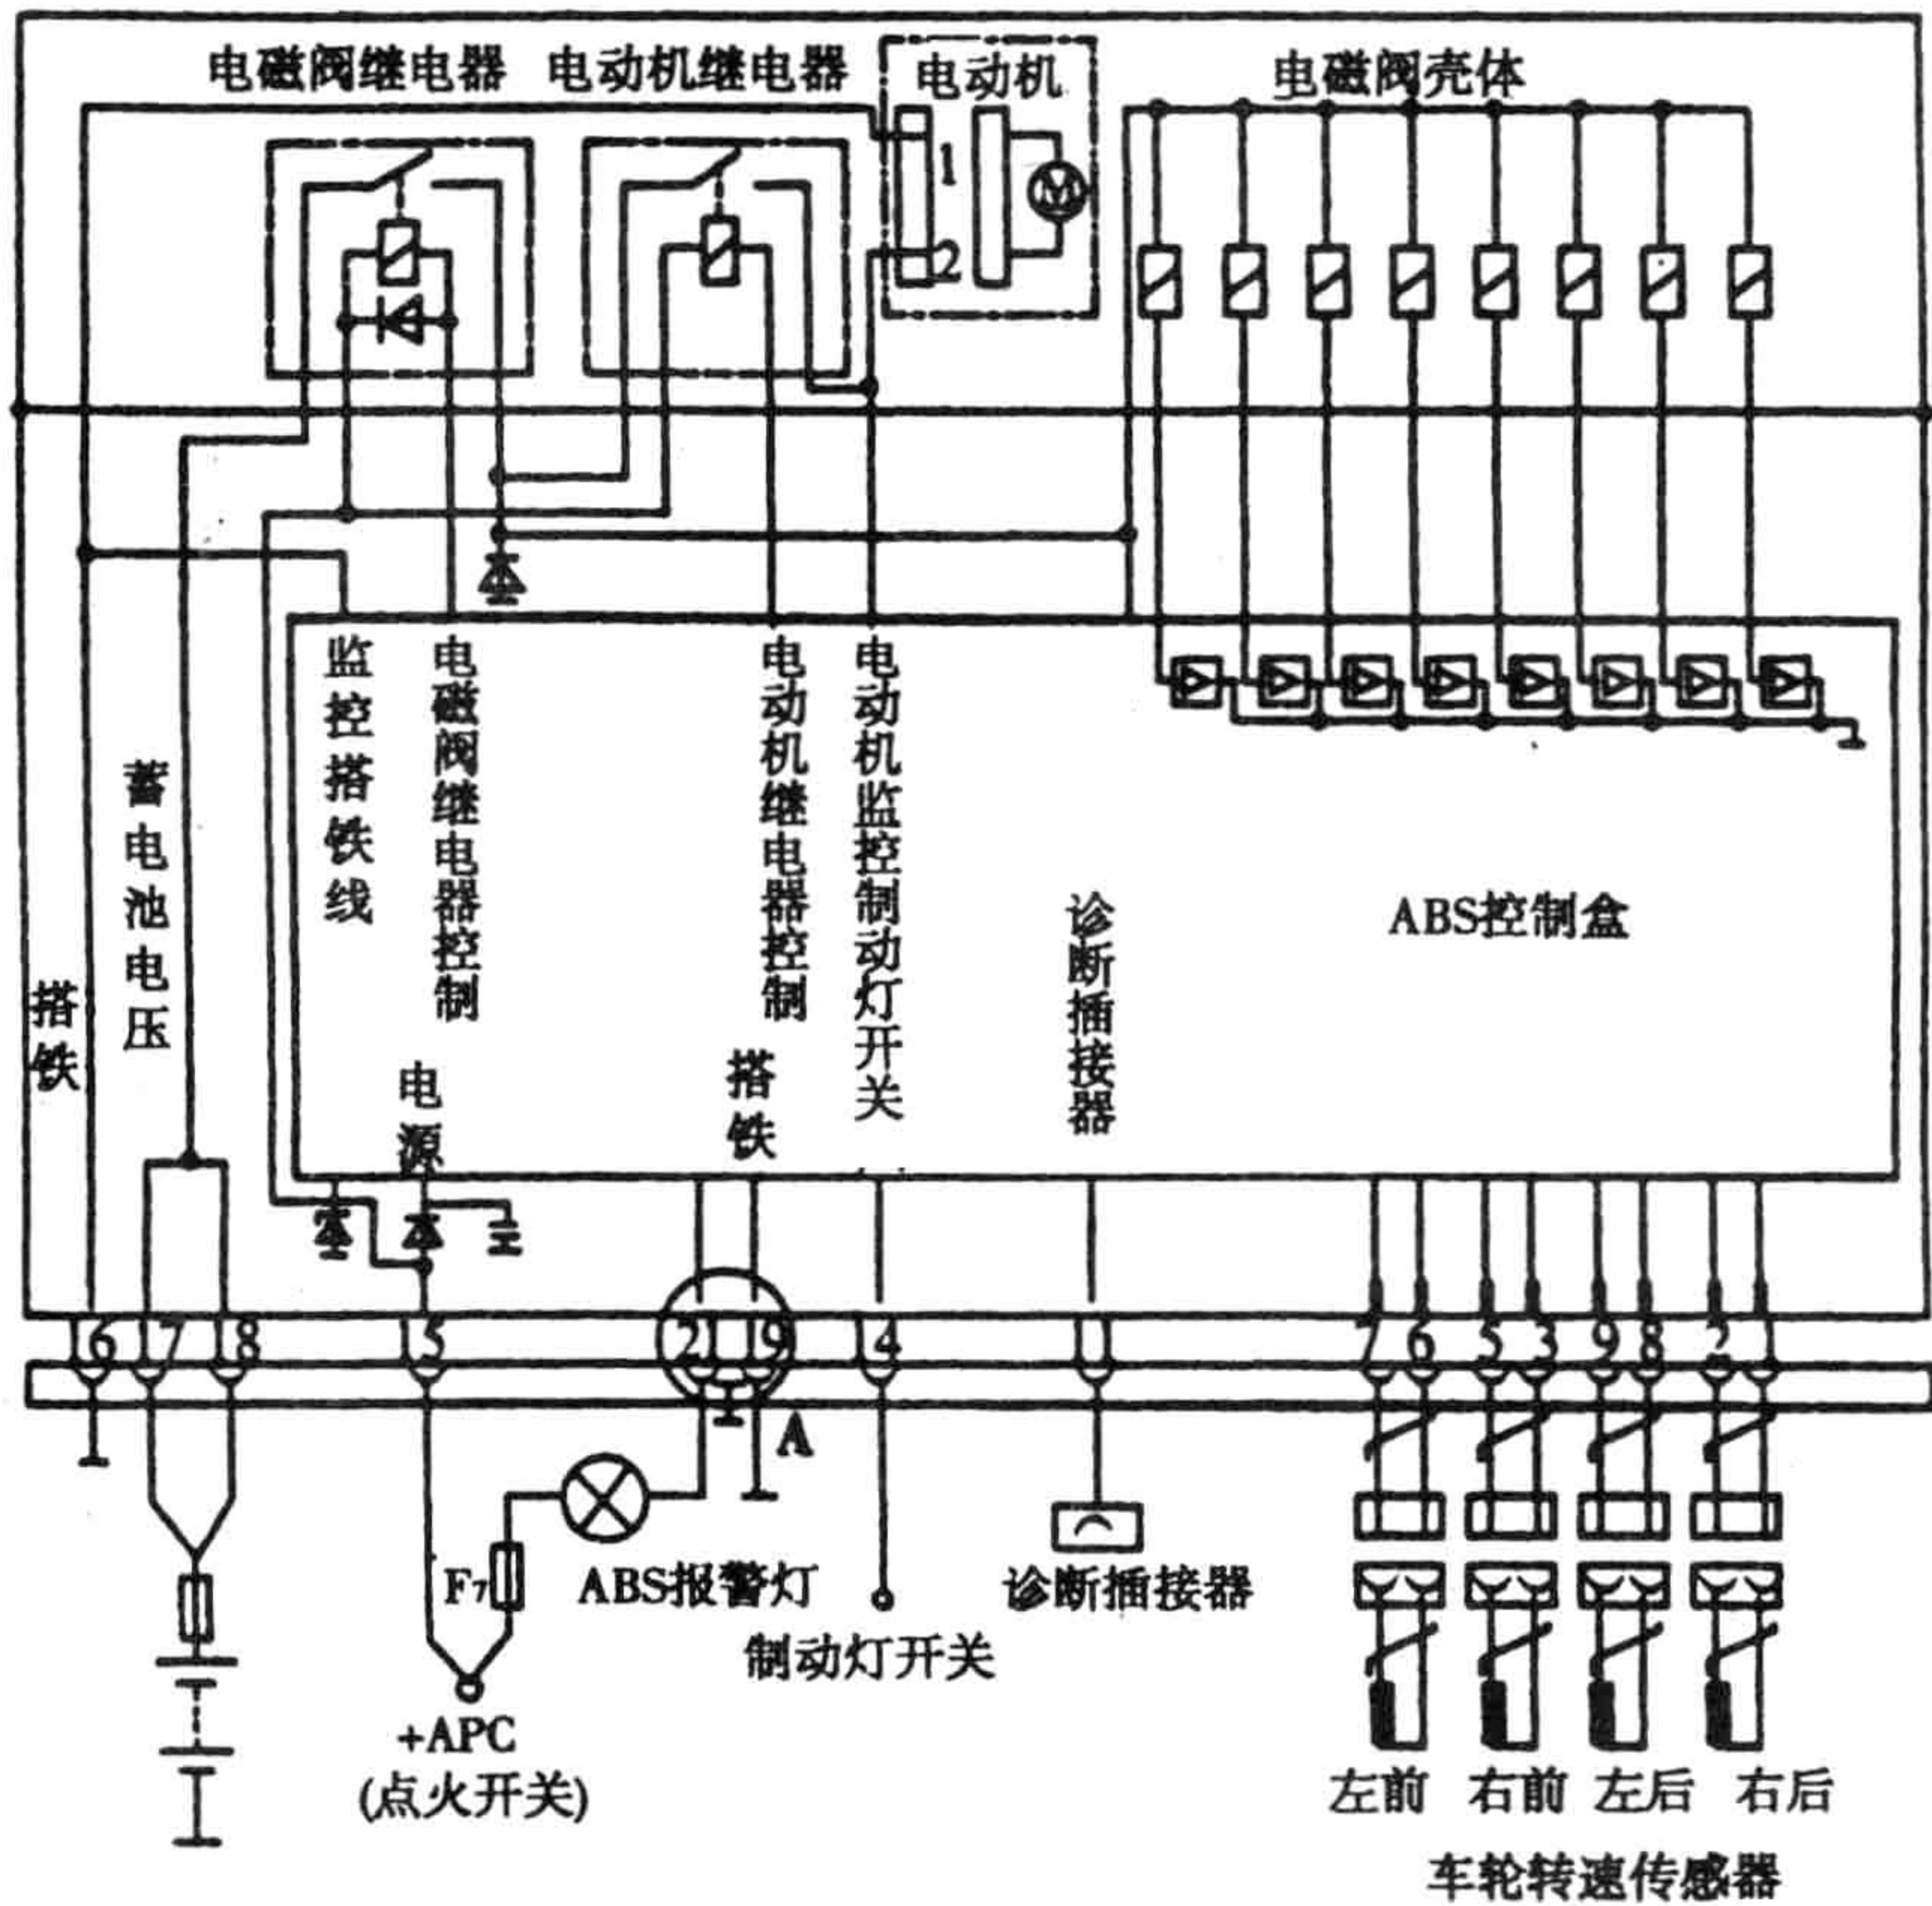 电磁阀继电器 电动机继电器 电动机 电磁阀壳体
1
2
监控搭铁线
电磁阀继电器控制
电动机继电器控制
电动机监控制动灯开关
诊断插接器
ABS控制盒
蓄电池电压
搭铁
电源
搭铁
6 7 8 5 2 9 4 7 6 5 3 9 8 2
A
F7
ABS报警灯
制动灯开关
诊断插接器
+APC
(点火开关)
左前 右前 左后 右后
车轮转速传感器